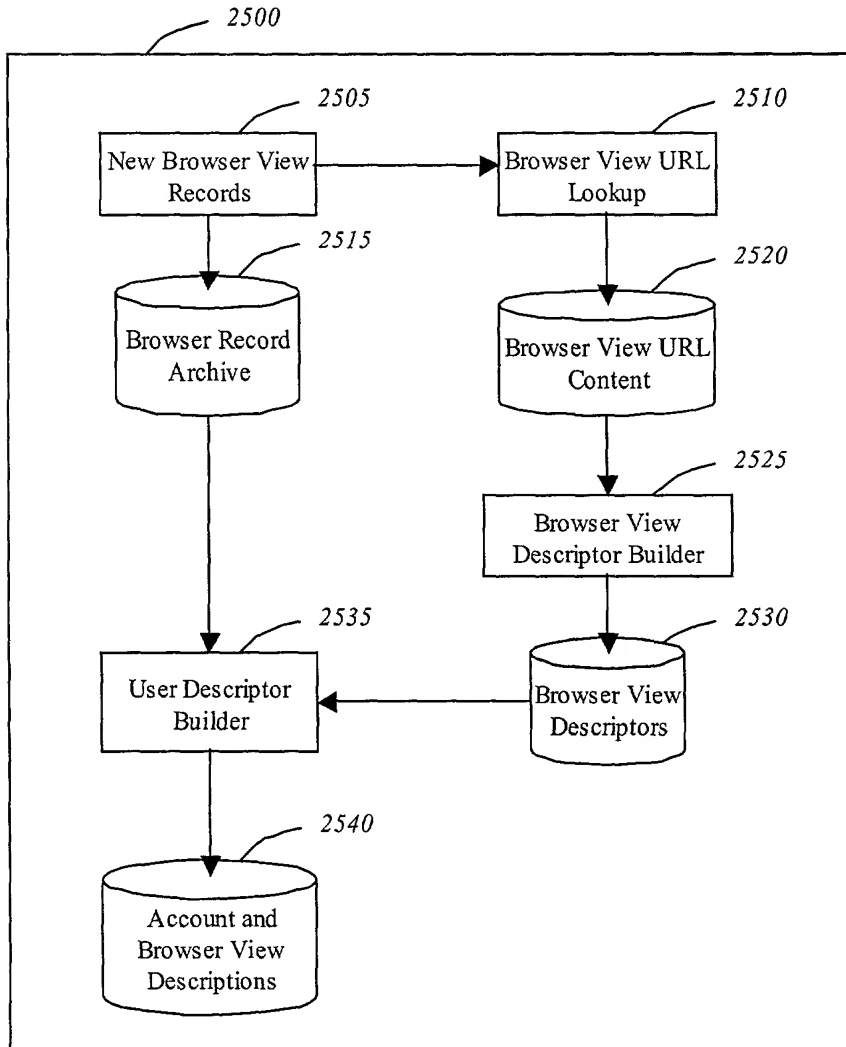 2500
2505
2510
New Browser View
Records
Browser View URL
Lookup
2515
2520
Browser Record
Archive
Browser View URL
Content
2525
Browser View
Descriptor Builder
2535
2530
User Descriptor
Builder
Browser View
Descriptors
2540
Account and
Browser View
Descriptions